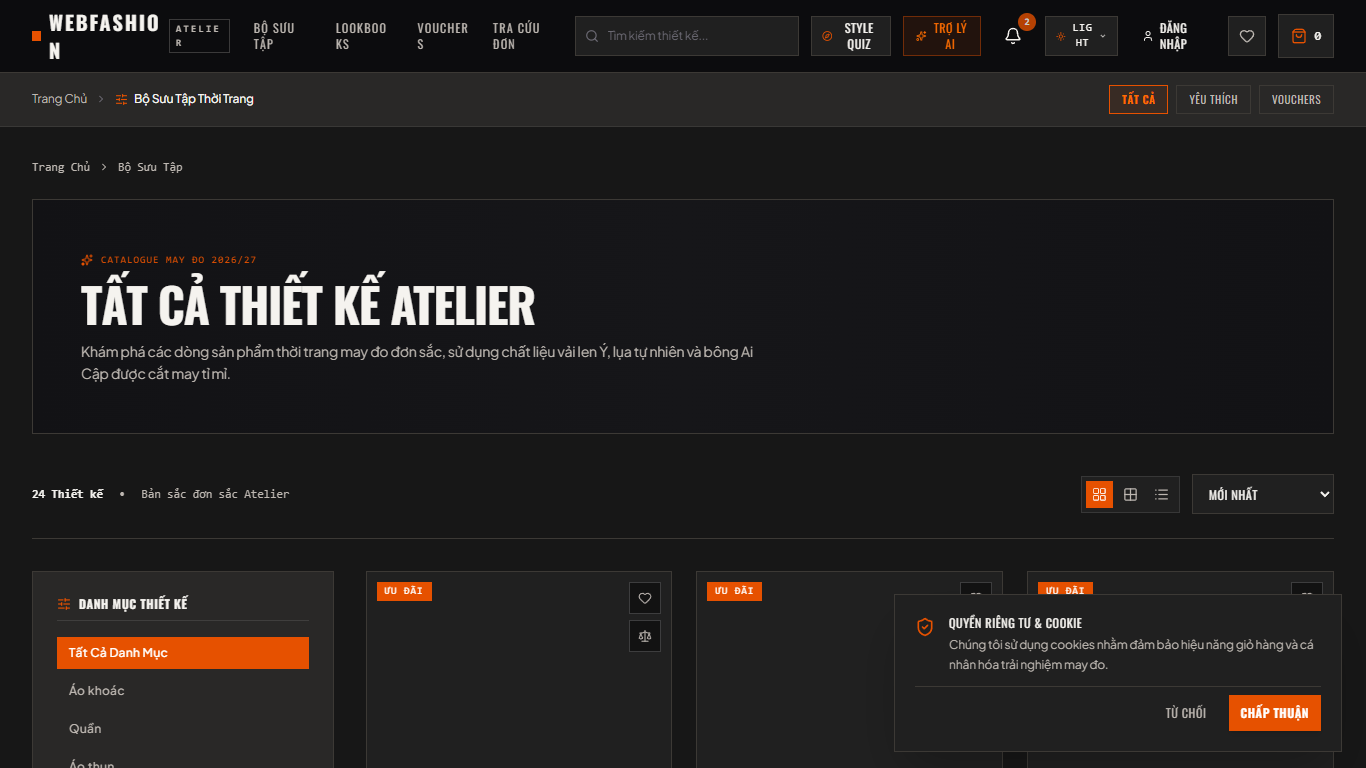 WEBFASHIO
N
ATELIE
R
BỘ SƯU
TẬP
LOOKBOO
KS
VOUCHER
S
TRA CỨU
ĐƠN
Tìm kiếm thiết kế...
STYLE
QUIZ
TRỢ LÝ
AI
2
LIG
HT
ĐĂNG
NHẬP
0
Trang Chủ
Bộ Sưu Tập Thời Trang
TẤT CẢ
YÊU THÍCH
VOUCHERS
Trang Chủ
Bộ Sưu Tập
CATALOGUE MAY ĐO 2026/27
TẤT CẢ THIẾT KẾ ATELIER
Khám phá các dòng sản phẩm thời trang may đo đơn sắc, sử dụng chất liệu vải len Ý, lụa tự nhiên và bông Ai
Cập được cắt may tỉ mỉ.
24 Thiết kế • Bản sắc đơn sắc Atelier
MỚI NHẤT
DANH MỤC THIẾT KẾ
Tất Cả Danh Mục
Áo khoác
Quần
Áo thun
ƯU ĐÃI
ƯU ĐÃI
ƯU ĐÃI
QUYỀN RIÊNG TƯ & COOKIE
Chúng tôi sử dụng cookies nhằm đảm bảo hiệu năng giỏ hàng và cá
nhân hóa trải nghiệm may đo.
TỪ CHỐI
CHẤP THUẬN